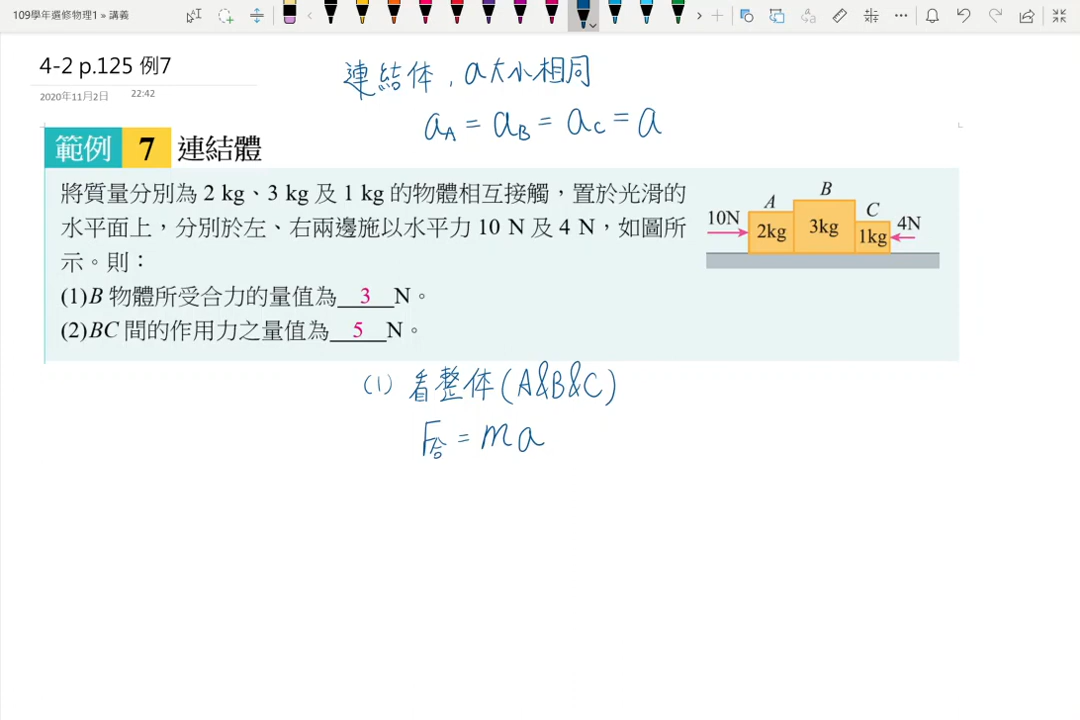 109學年選修物理1 » 講義
4-2 p.125 例7
2020年11月2日 22:42
連結体, a大小相同
aA = aB = aC = a
範例 7 連結體
將質量分別為 2 kg、3 kg 及 1 kg 的物體相互接觸，置於光滑的
水平面上，分別於左、右兩邊施以水平力 10 N 及 4 N，如圖所
示。則：
(1)B 物體所受合力的量值為 3 N。
(2)BC 間的作用力之量值為 5 N。
A B C
10N 2kg 3kg 1kg 4N
(1) 看整体(A&B&C)
F合 = ma